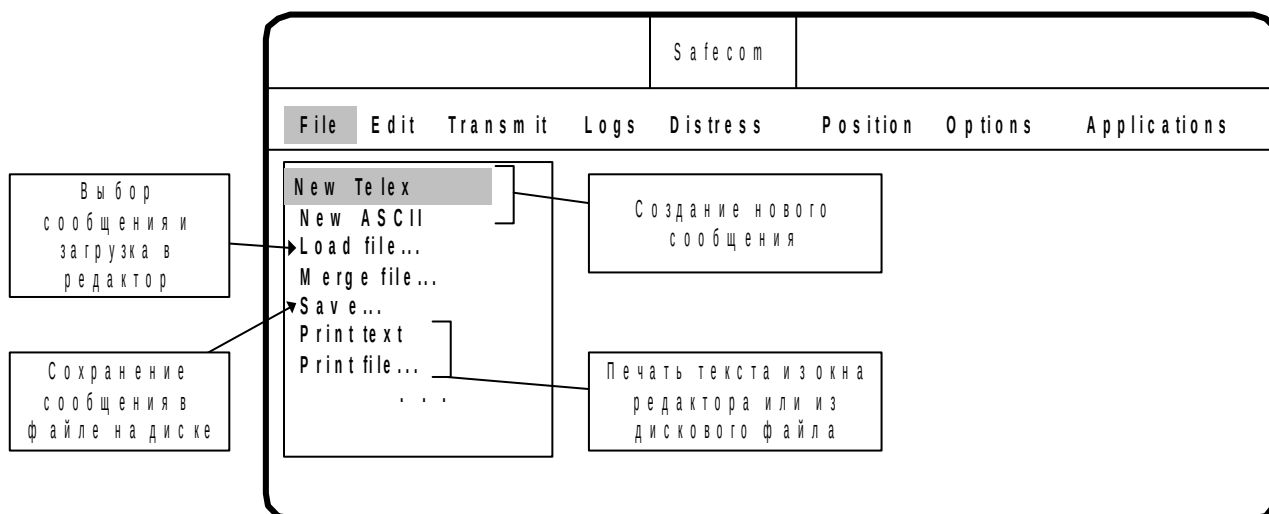 Safecom
File Edit Transmit Logs Distress Position Options Applications
New Telex
New ASCII
Load file...
Merge file...
Save...
Print text
Print file...
. . .
Выбор
сообщения и
загрузка в
редактор
Сохранение
сообщения в
файле на диске
Создание нового
сообщения
Печать текста из окна
редактора или из
дискового файла